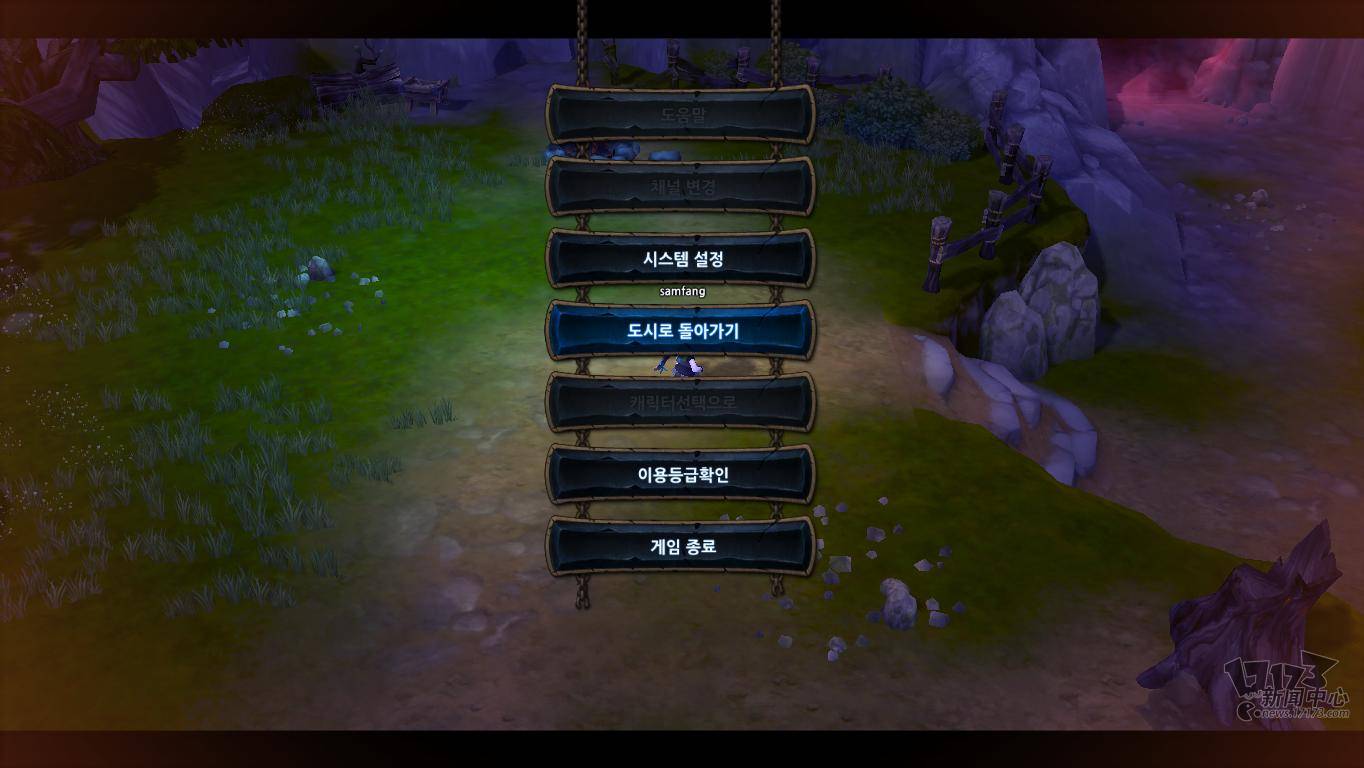 도움말
채널 변경
시스템 설정
samfang
도시로 돌아가기
캐릭터선택으로
이용등급확인
게임 종료
17173
新闻中心
news.17173.com